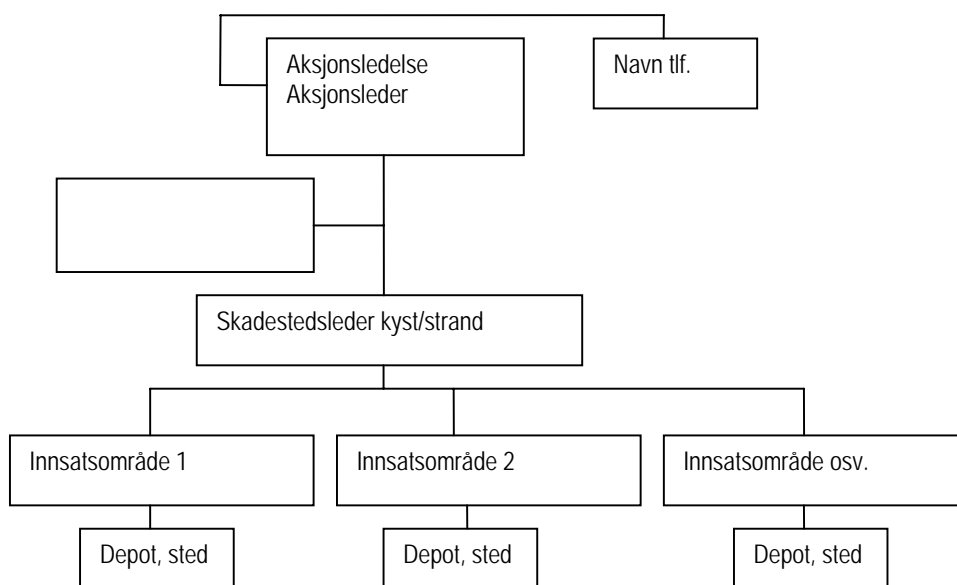 Aksjonsledelse
Aksjonsleder
Navn tlf.
Skadestedsleder kyst/strand
Innsatsområde 1
Innsatsområde 2
Innsatsområde osv.
Depot, sted
Depot, sted
Depot, sted